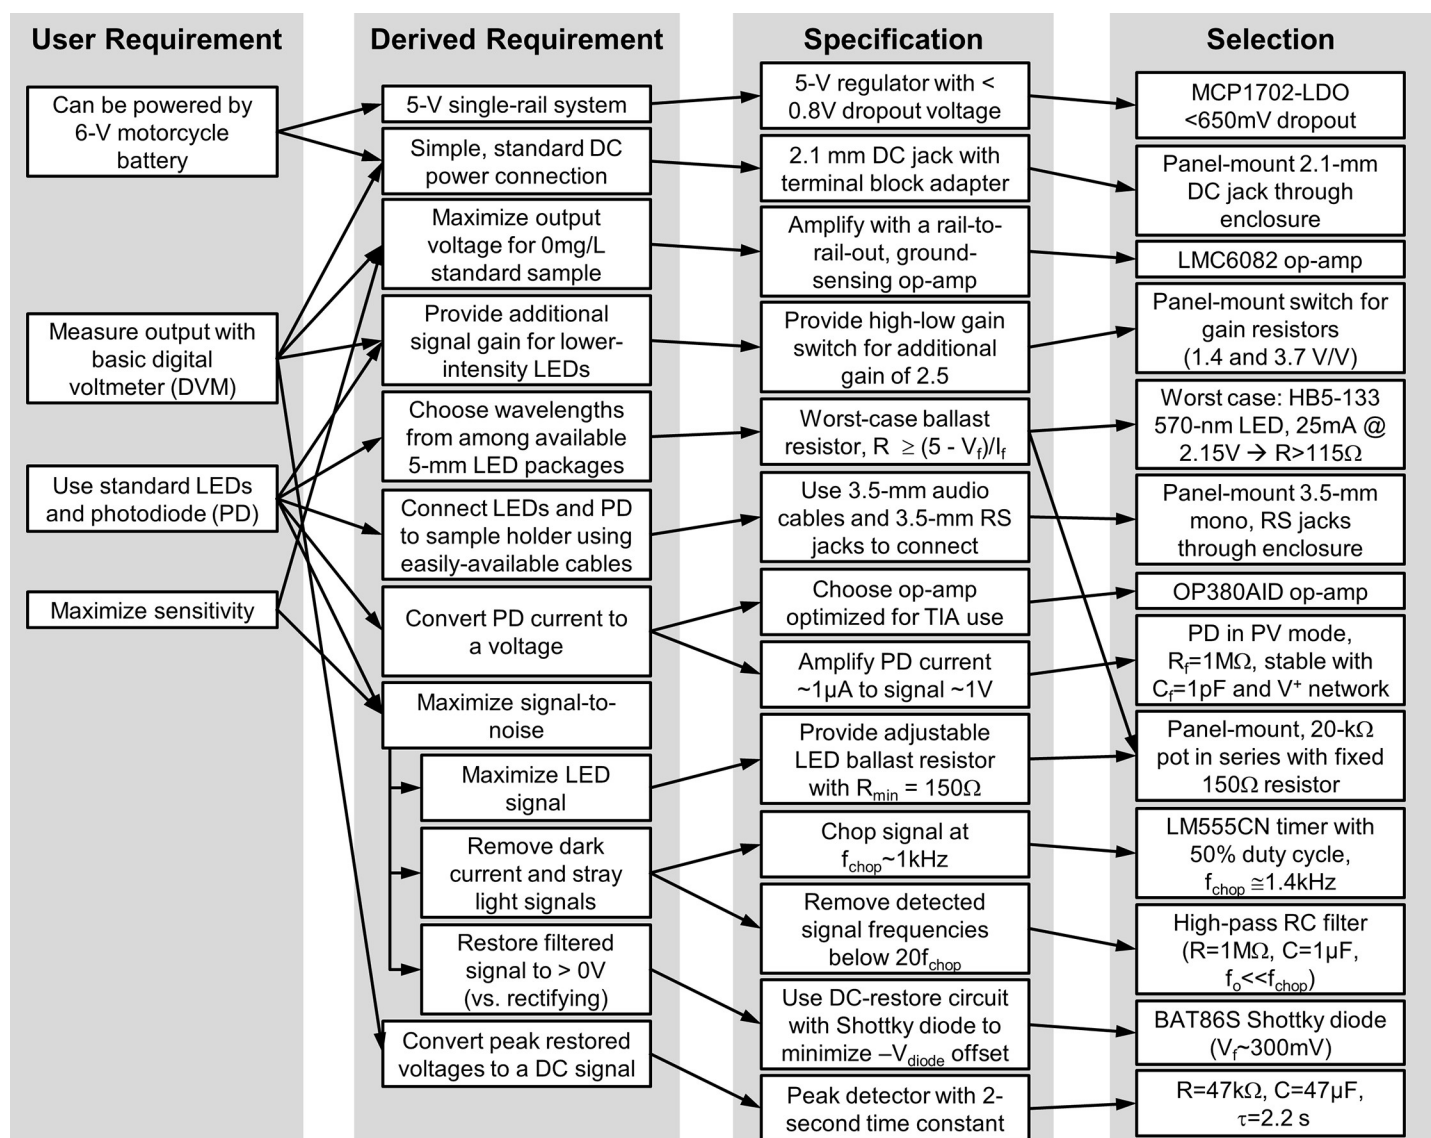 User Requirement
Can be powered by
6-V motorcycle
battery
Measure output with
basic digital
voltmeter (DVM)
Use standard LEDs
and photodiode (PD)
Maximize sensitivity
Derived Requirement
5-V single-rail system
Simple, standard DC
power connection
Maximize output
voltage for 0mg/L
standard sample
Provide additional
signal gain for lower-
intensity LEDs
Choose wavelengths
from among available
5-mm LED packages
Connect LEDs and PD
to sample holder using
easily-available cables
Convert PD current to
a voltage
Maximize signal-to-
noise
Maximize LED
signal
Remove dark
current and stray
light signals
Restore filtered
signal to > 0V
(vs. rectifying)
Convert peak restored
voltages to a DC signal
Specification
5-V regulator with <
0.8V dropout voltage
2.1 mm DC jack with
terminal block adapter
Amplify with a rail-to-
rail-out, ground-
sensing op-amp
Provide high-low gain
switch for additional
gain of 2.5
Worst-case ballast
resistor, R ≥ (5 - Vf)/If
Use 3.5-mm audio
cables and 3.5-mm RS
jacks to connect
Choose op-amp
optimized for TIA use
Amplify PD current
~1µA to signal ~1V
Provide adjustable
LED ballast resistor
with Rmin = 150Ω
Chop signal at
fchop~1kHz
Remove detected
signal frequencies
below 20fchop
Use DC-restore circuit
with Shottky diode to
minimize –Vdiode offset
Peak detector with 2-
second time constant
Selection
MCP1702-LDO
<650mV dropout
Panel-mount 2.1-mm
DC jack through
enclosure
LMC6082 op-amp
Panel-mount switch for
gain resistors
(1.4 and 3.7 V/V)
Worst case: HB5-133
570-nm LED, 25mA @
2.15V → R>115Ω
Panel-mount 3.5-mm
mono, RS jacks
through enclosure
OP380AID op-amp
PD in PV mode,
Rf=1MΩ, stable with
Cf=1pF and V+ network
Panel-mount, 20-kΩ
pot in series with fixed
150Ω resistor
LM555CN timer with
50% duty cycle,
fchop ≅1.4kHz
High-pass RC filter
(R=1MΩ, C=1µF,
fo<<fchop)
BAT86S Shottky diode
(Vf~300mV)
R=47kΩ, C=47µF,
τ=2.2 s